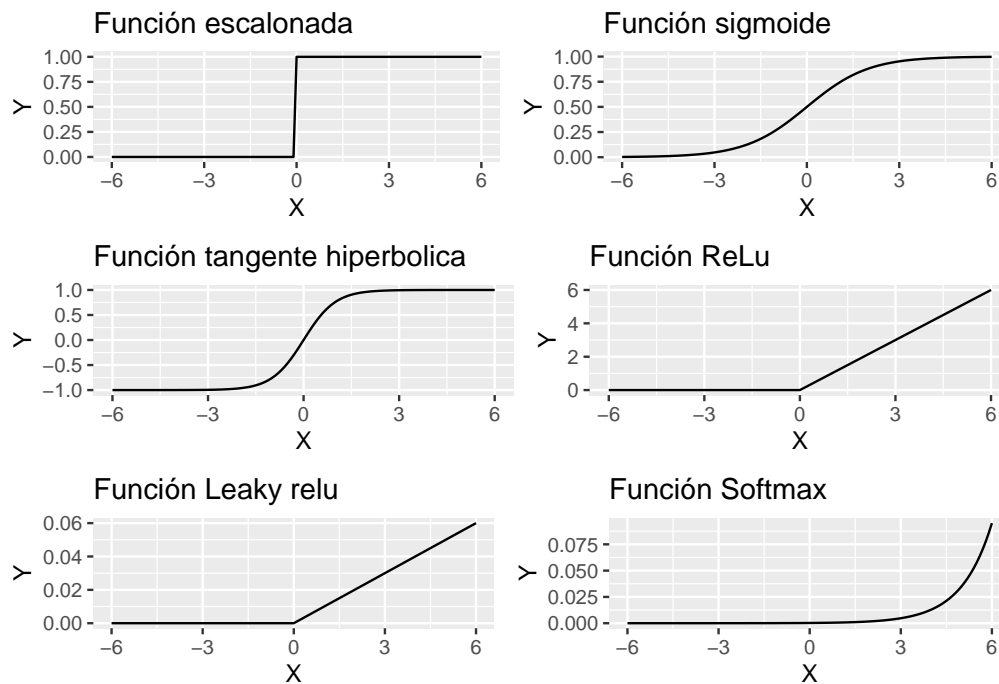 Función escalonada
1.00
0.75
0.50
0.25
0.00
Y
−6 −3 0 3 6
X
Función sigmoide
1.00
0.75
0.50
0.25
0.00
Y
−6 −3 0 3 6
X
Función tangente hiperbolica
1.0
0.5
0.0
−0.5
−1.0
Y
−6 −3 0 3 6
X
Función ReLu
6
4
2
0
Y
−6 −3 0 3 6
X
Función Leaky relu
0.06
0.04
0.02
0.00
Y
−6 −3 0 3 6
X
Función Softmax
0.075
0.050
0.025
0.000
Y
−6 −3 0 3 6
X